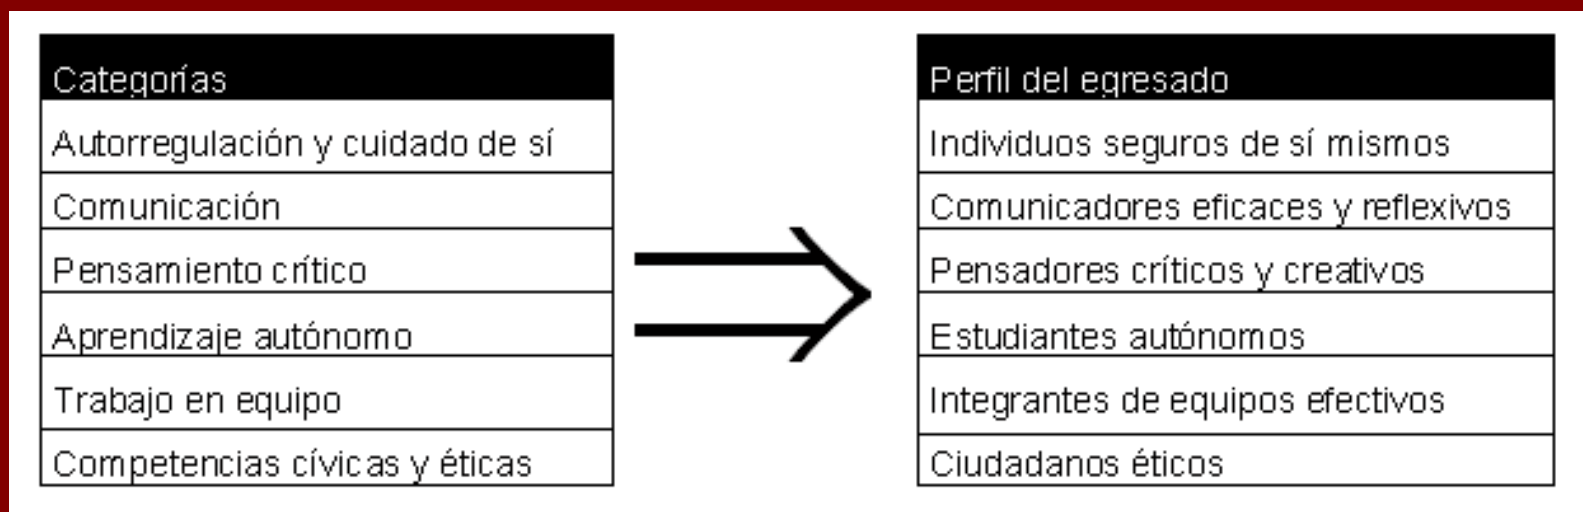 Categorías
Autorregulación y cuidado de sí
Comunicación
Pensamiento crítico
Aprendizaje autónomo
Trabajo en equipo
Competencias cívicas y éticas
Perfil del egresado
Individuos seguros de sí mismos
Comunicadores eficaces y reflexivos
Pensadores críticos y creativos
Estudiantes autónomos
Integrantes de equipos efectivos
Ciudadanos éticos